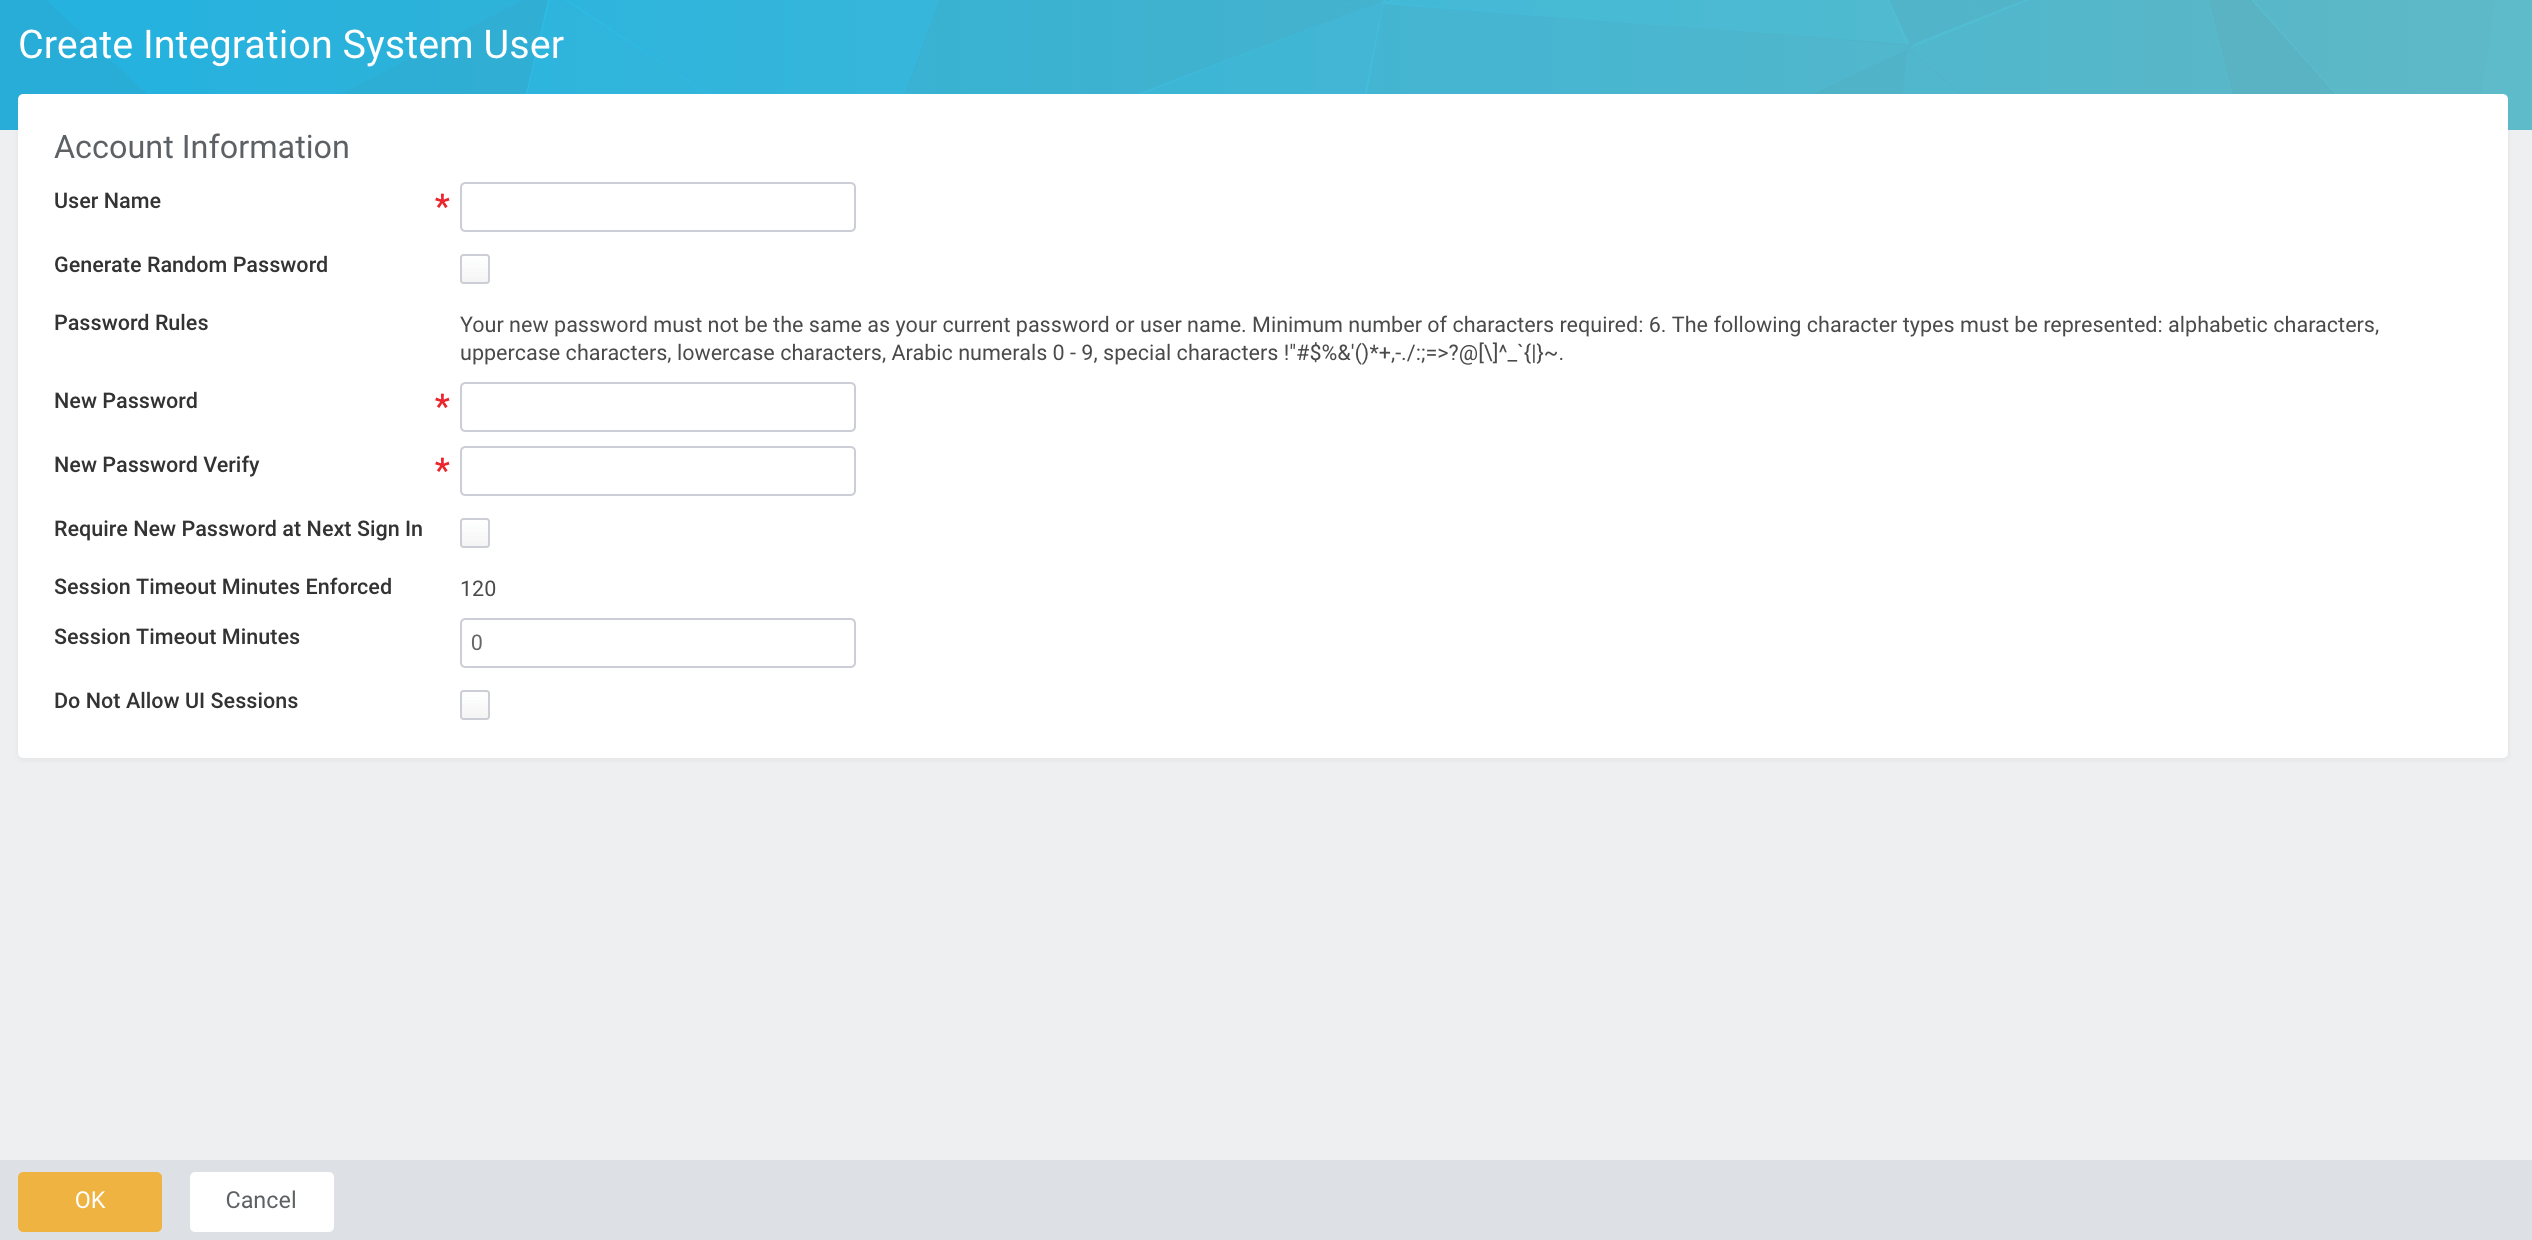 Create Integration System User
Account Information
User Name *
Generate Random Password
Password Rules
Your new password must not be the same as your current password or user name. Minimum number of characters required: 6. The following character types must be represented: alphabetic characters,
uppercase characters, lowercase characters, Arabic numerals 0 - 9, special characters !"#$%&'()*+,-./:;=>?@[\]^_`{|}~.
New Password *
New Password Verify *
Require New Password at Next Sign In
Session Timeout Minutes Enforced 120
Session Timeout Minutes 0
Do Not Allow UI Sessions
OK Cancel